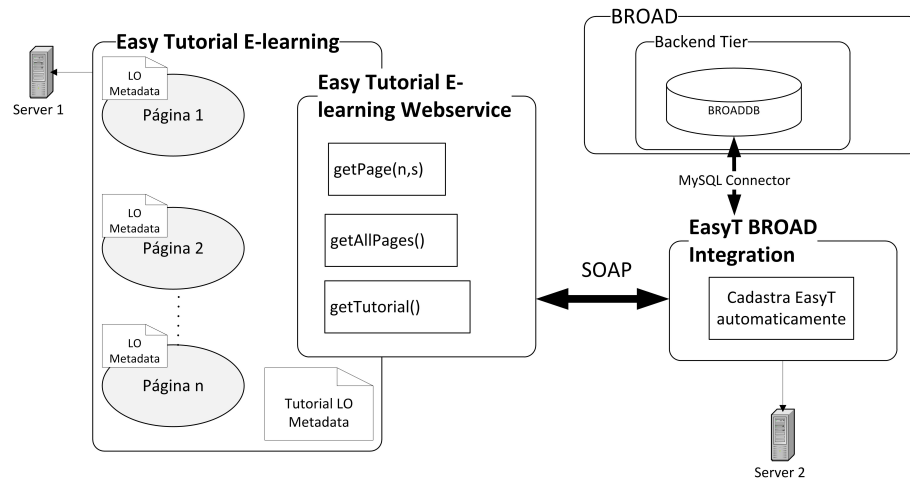 Easy Tutorial E-learning
Server 1
LO
Metadata
Página 1
LO
Metadata
Página 2
LO
Metadata
Página n
Tutorial LO
Metadata
Easy Tutorial E-
learning Webservice
getPage(n,s)
getAllPages()
getTutorial()
SOAP
BROAD
Backend Tier
BROADDB
MySQL Connector
EasyT BROAD
Integration
Cadastra EasyT
automaticamente
Server 2